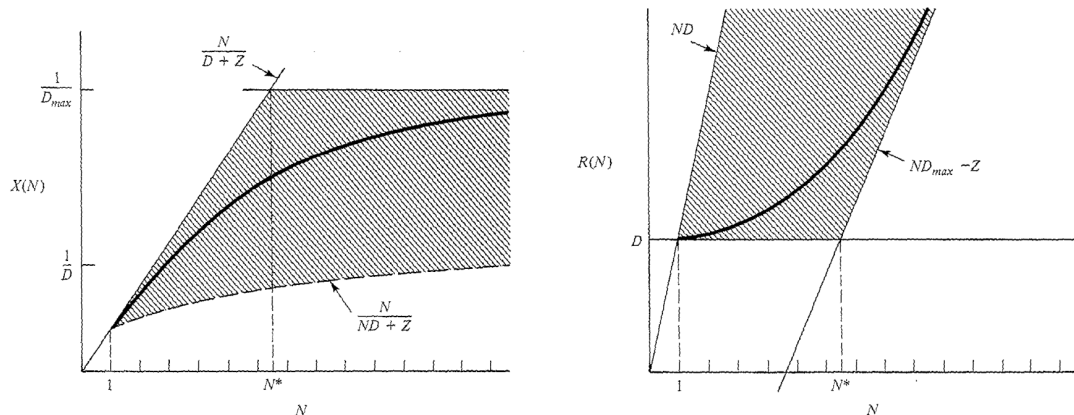 N
D + Z
1
D_max
X(N)
1
D
N
ND + Z
1
N*
N
ND
R(N)
ND_max - Z
D
1
N*
N